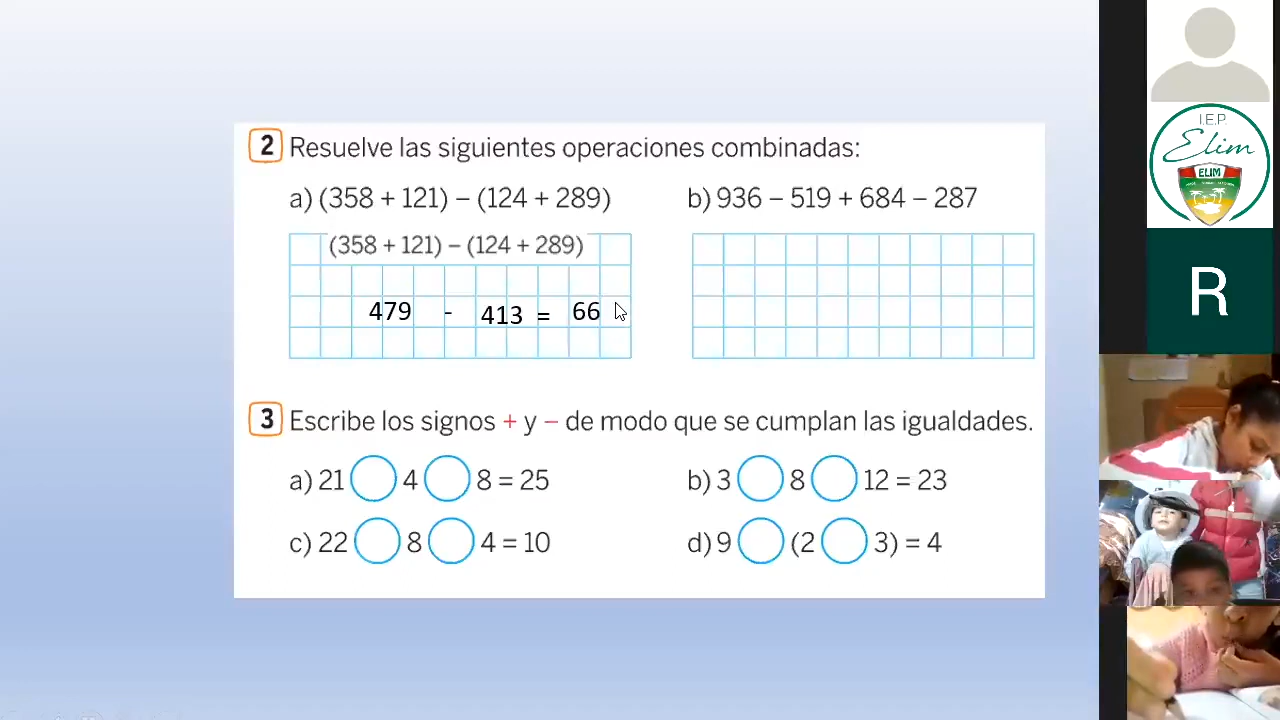 2 Resuelve las siguientes operaciones combinadas:
a) (358 + 121) – (124 + 289)
b) 936 – 519 + 684 – 287
(358 + 121) – (124 + 289)
479 - 413 = 66
3 Escribe los signos + y – de modo que se cumplan las igualdades.
a) 21 4 8 = 25
b) 3 8 12 = 23
c) 22 8 4 = 10
d) 9 (2 3) = 4
I.E.P.
Elim
ELIM
R